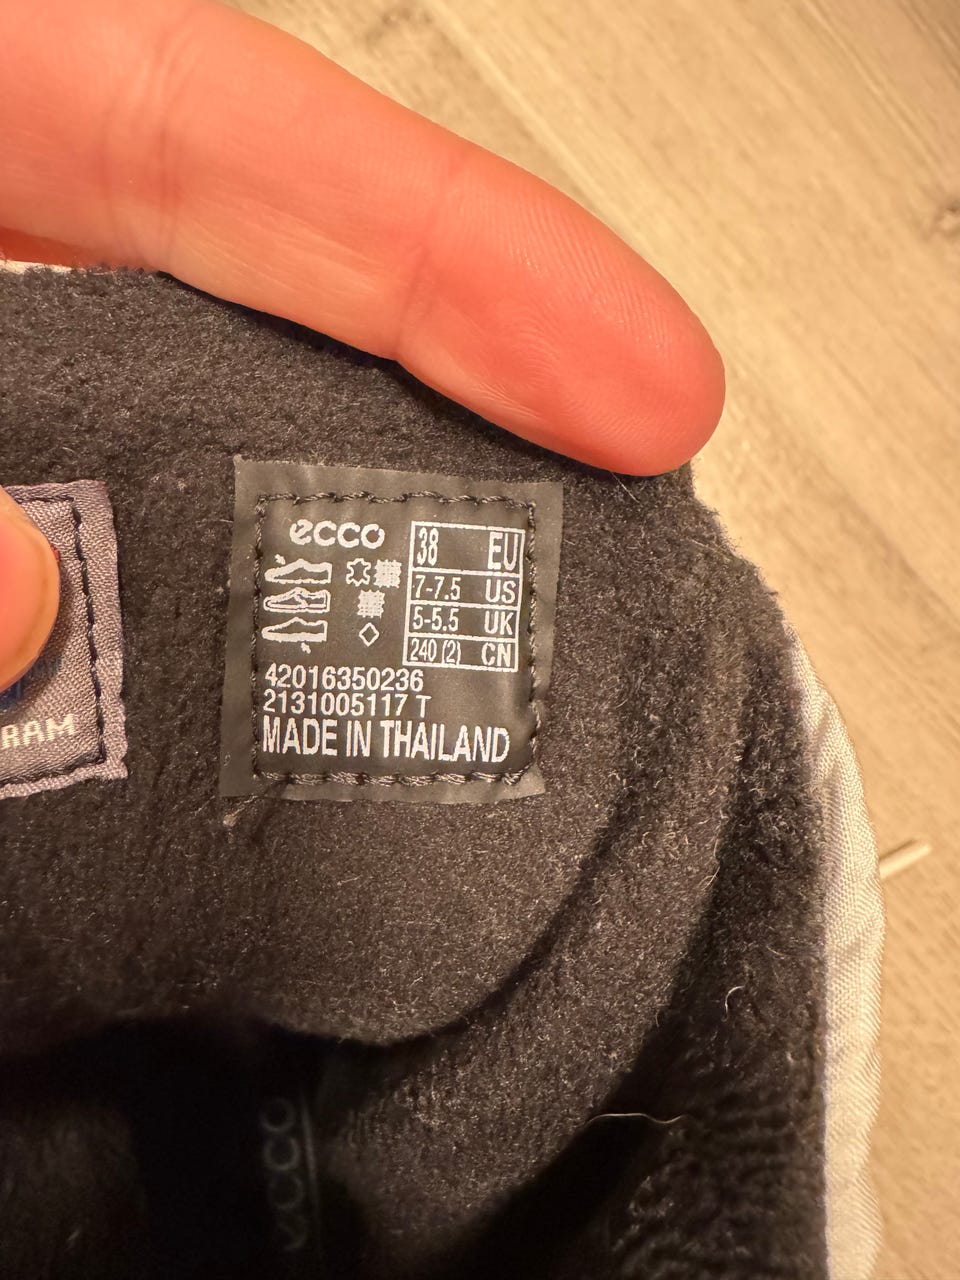 ecco
38 EU
7-7.5 US
5-5.5 UK
240 (2) CN
42016350236
2131005117 T
MADE IN THAILAND
RAM
ecco